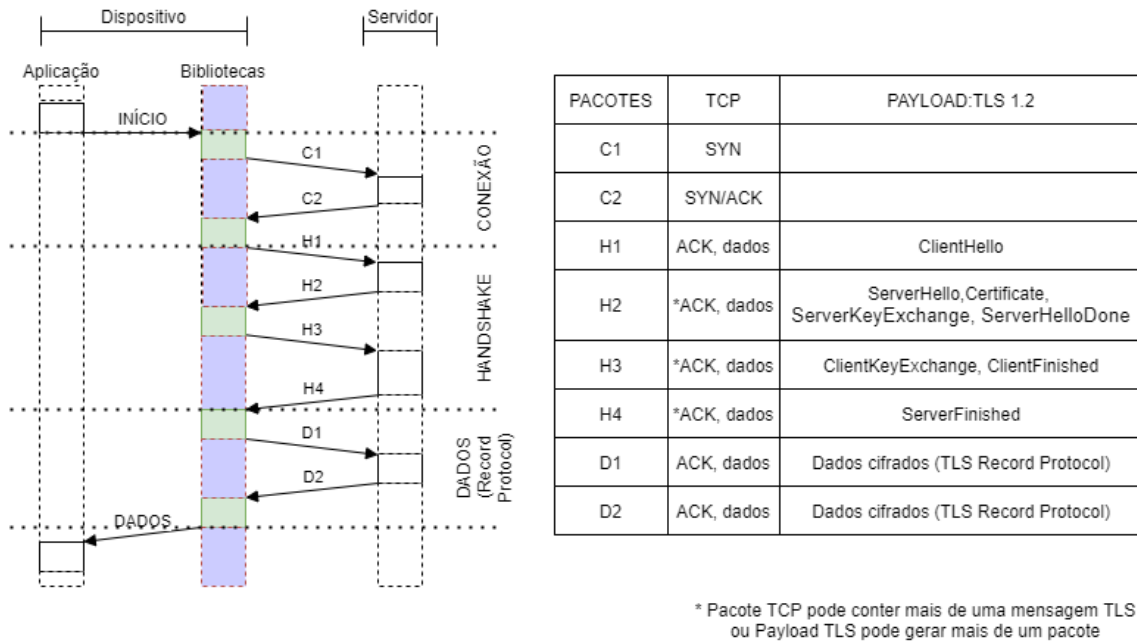 Dispositivo
Servidor
Aplicação
Bibliotecas
INÍCIO
C1
C2
CONEXÃO
H1
H2
H3
H4
HANDSHAKE
D1
D2
DADOS
(Record
Protocol)
DADOS
PACOTES TCP PAYLOAD:TLS 1.2
C1 SYN
C2 SYN/ACK
H1 ACK, dados ClientHello
H2 *ACK, dados ServerHello,Certificate,
ServerKeyExchange, ServerHelloDone
H3 *ACK, dados ClientKeyExchange, ClientFinished
H4 *ACK, dados ServerFinished
D1 ACK, dados Dados cifrados (TLS Record Protocol)
D2 ACK, dados Dados cifrados (TLS Record Protocol)
* Pacote TCP pode conter mais de uma mensagem TLS
ou Payload TLS pode gerar mais de um pacote